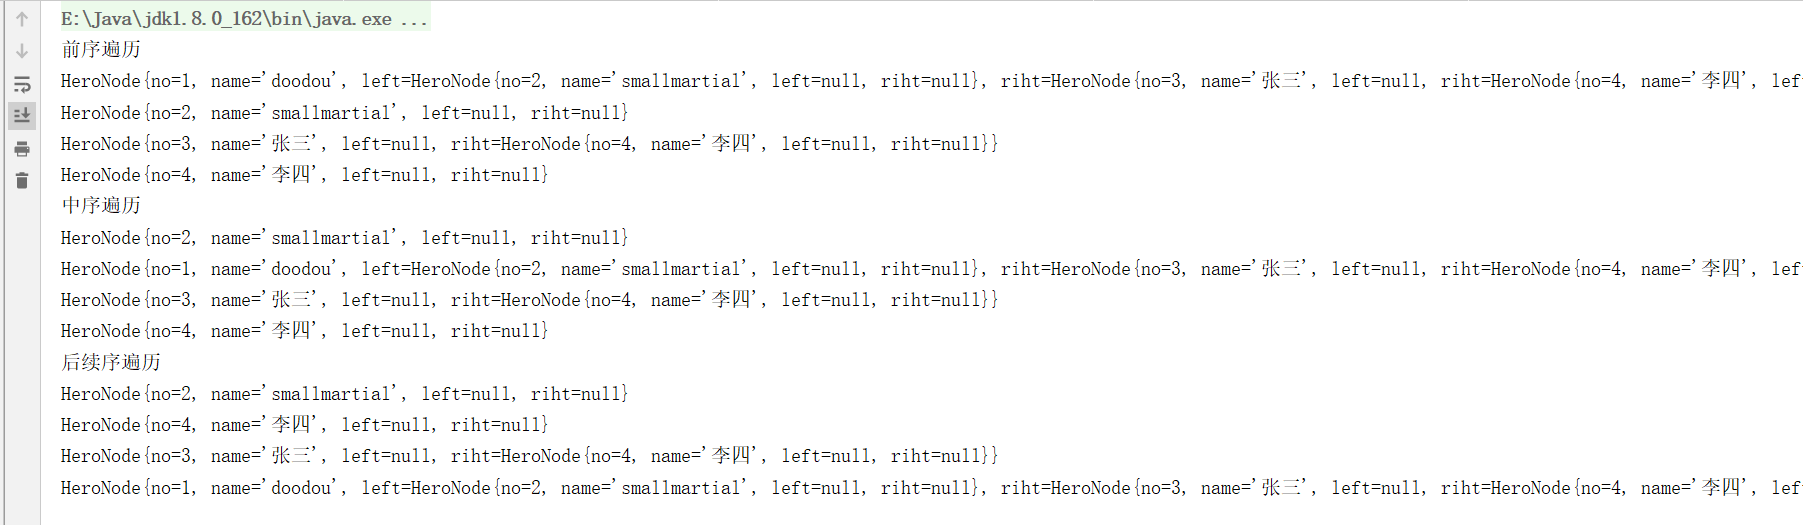 E:\Java\jdk1.8.0_162\bin\java.exe ...
前序遍历
HeroNode{no=1, name='doodou', left=HeroNode{no=2, name='smallmartial', left=null, riht=null}, riht=HeroNode{no=3, name='张三', left=null, riht=HeroNode{no=4, name='李四', lef
HeroNode{no=2, name='smallmartial', left=null, riht=null}
HeroNode{no=3, name='张三', left=null, riht=HeroNode{no=4, name='李四', left=null, riht=null}}
HeroNode{no=4, name='李四', left=null, riht=null}
中序遍历
HeroNode{no=2, name='smallmartial', left=null, riht=null}
HeroNode{no=1, name='doodou', left=HeroNode{no=2, name='smallmartial', left=null, riht=null}, riht=HeroNode{no=3, name='张三', left=null, riht=HeroNode{no=4, name='李四', lef
HeroNode{no=3, name='张三', left=null, riht=HeroNode{no=4, name='李四', left=null, riht=null}}
HeroNode{no=4, name='李四', left=null, riht=null}
后续序遍历
HeroNode{no=2, name='smallmartial', left=null, riht=null}
HeroNode{no=4, name='李四', left=null, riht=null}
HeroNode{no=3, name='张三', left=null, riht=HeroNode{no=4, name='李四', left=null, riht=null}}
HeroNode{no=1, name='doodou', left=HeroNode{no=2, name='smallmartial', left=null, riht=null}, riht=HeroNode{no=3, name='张三', left=null, riht=HeroNode{no=4, name='李四', lef